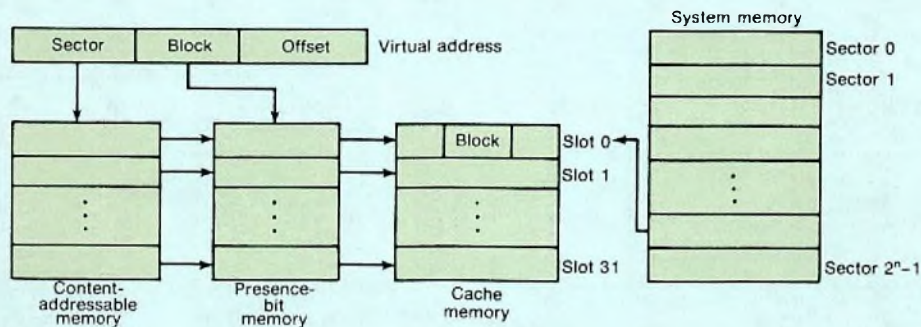 System memory
Sector Block Offset Virtual address
Sector 0
Sector 1
Block
Slot 0
Slot 1
Slot 31
Sector 2ⁿ–1
Content-
addressable
memory
Presence-
bit
memory
Cache
memory